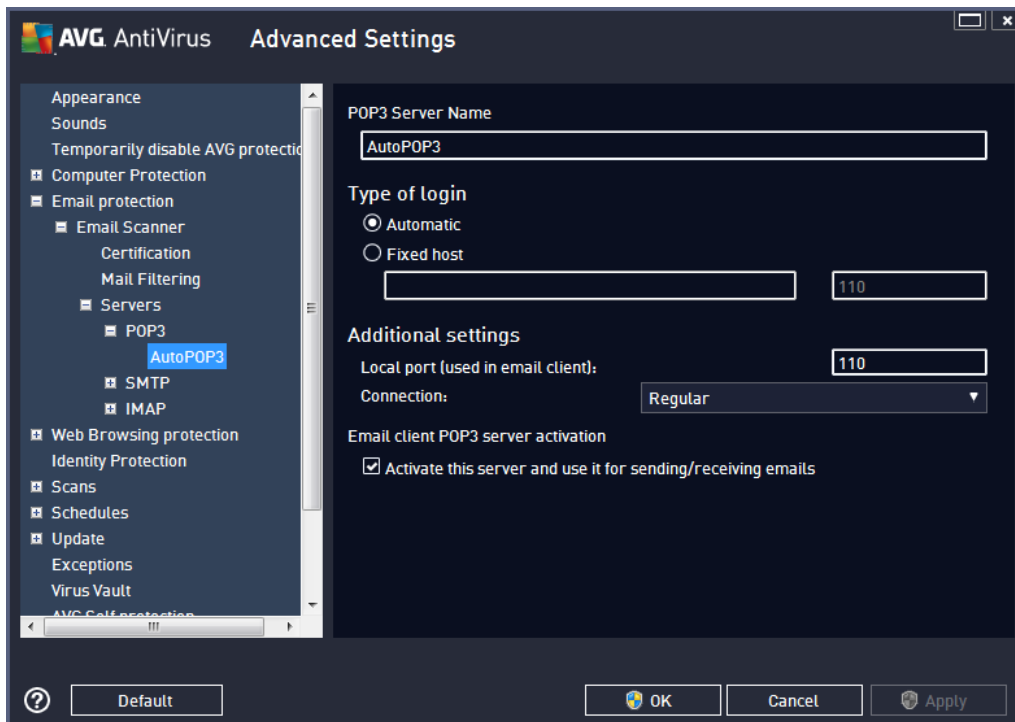 AVG AntiVirus Advanced Settings
Appearance
Sounds
Temporarily disable AVG protectio
Computer Protection
Email protection
Email Scanner
Certification
Mail Filtering
Servers
POP3
AutoPOP3
SMTP
IMAP
Web Browsing protection
Identity Protection
Scans
Schedules
Update
Exceptions
Virus Vault
AVG Self protection
POP3 Server Name
AutoPOP3
Type of login
Automatic
Fixed host
110
Additional settings
Local port (used in email client): 110
Connection: Regular
Email client POP3 server activation
Activate this server and use it for sending/receiving emails
? Default OK Cancel Apply